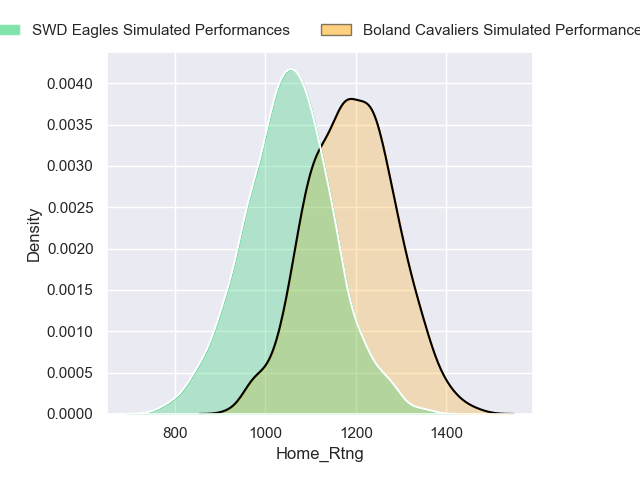 SWD Eagles Simulated Performances
Boland Cavaliers Simulated Performance
0.0040
0.0035
0.0030
0.0025
0.0020
0.0015
0.0010
0.0005
0.0000
Density
800 1000 1200 1400
Home_Rtng